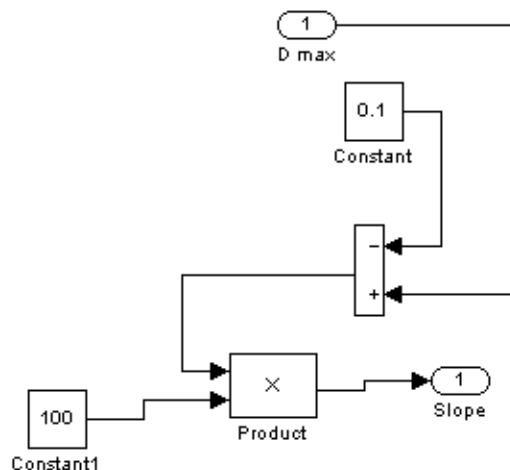 1
D max
0.1
Constant
−
+
×
Product
100
Constant1
1
Slope